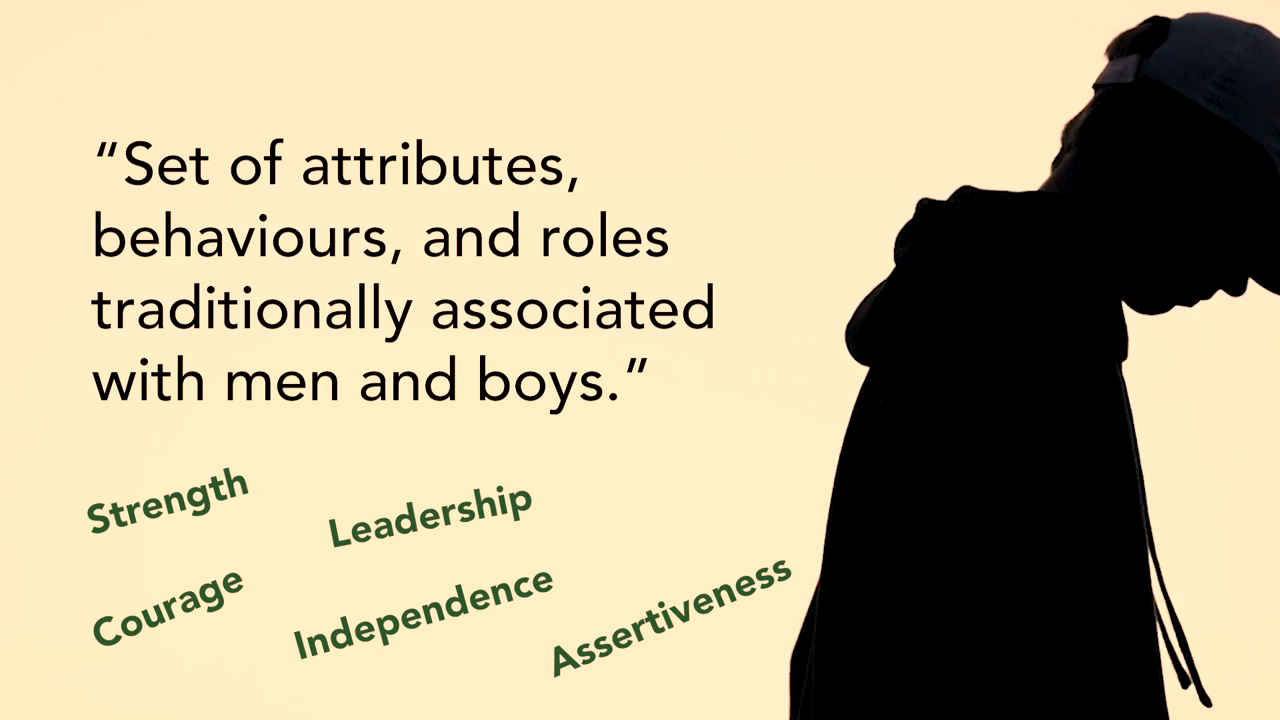 “Set of attributes,
behaviours, and roles
traditionally associated
with men and boys.”
Strength
Leadership
Courage
Independence
Assertiveness